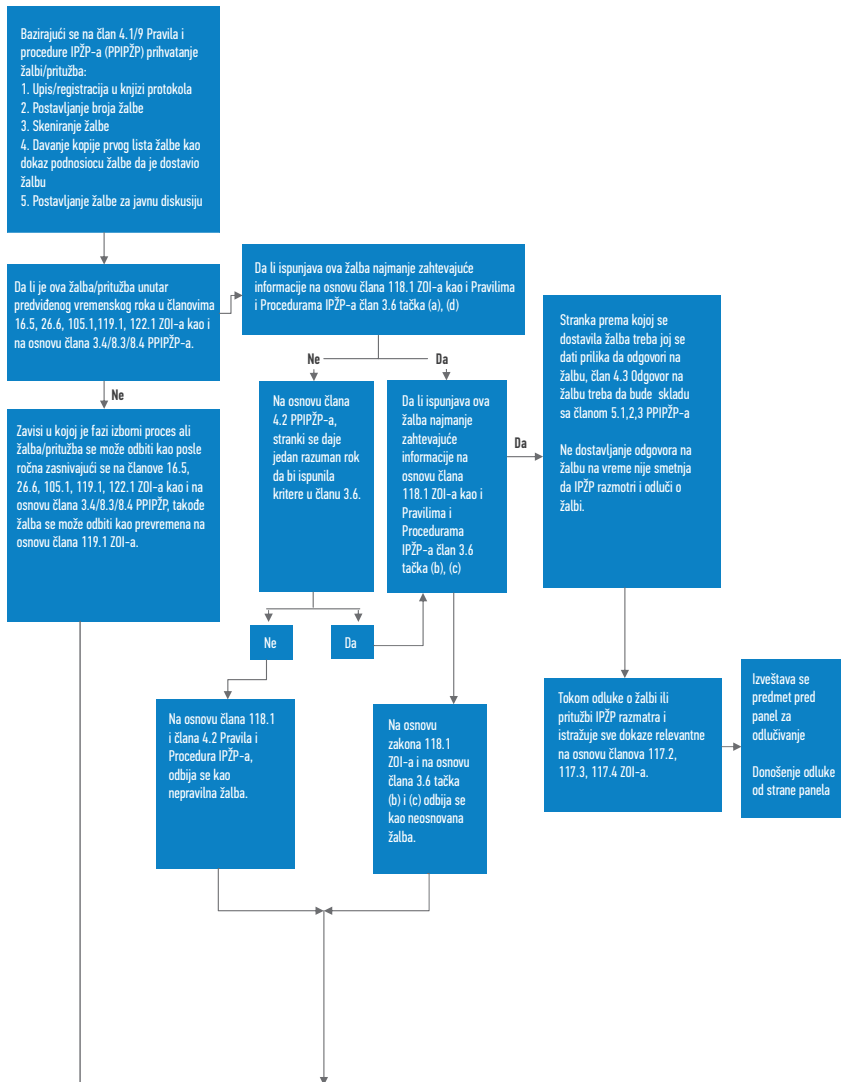 Bazirajući se na član 4.1/9 Pravila i
procedure IPŽP-a (PPIPŽP) prihvatanje
žalbi/pritužba:
1. Upis/registracija u knjizi protokola
2. Postavljanje broja žalbe
3. Skeniranje žalbe
4. Davanje kopije prvog lista žalbe kao
dokaz podnosiocu žalbe da je dostavio
žalbu
5. Postavljanje žalbe za javnu diskusiju
Da li je ova žalba/pritužba unutar
predviđenog vremenskog roka u članovima
16.5, 26.6, 105.1,119.1, 122.1 ZOI-a kao i
na osnovu člana 3.4/8.3/8.4 PPIPŽP-a.
Da li ispunjava ova žalba najmanje zahtevajuće
informacije na osnovu člana 118.1 ZOI-a kao i Pravilima
i Procedurama IPŽP-a član 3.6 tačka (a), (d)
Ne
Zavisi u kojoj je fazi izborni proces ali
žalba/pritužba se može odbiti kao posle
ročna zasnivajući se na članove 16.5,
26.6, 105.1, 119.1, 122.1 ZOI-a kao i na
osnovu člana 3.4/8.3/8.4 PPIPŽP, takođe
žalba se može odbiti kao prevremena na
osnovu člana 119.1 ZOI-a.
Ne
Da
Na osnovu člana
4.2 PPIPŽP-a,
stranki se daje
jedan razuman rok
da bi ispunila
kritere u članu 3.6.
Da li ispunjava ova
žalba najmanje
zahtevajuće
informacije na
osnovu člana
118.1 ZOI-a kao i
Pravilima i
Procedurama
IPŽP-a član 3.6
tačka (b), (c)
Da
Stranka prema kojoj se
dostavila žalba treba joj se
dati prilika da odgovori na
žalbu, član 4.3 Odgovor na
žalbu treba da bude skladu
sa članom 5.1,2,3 PPIPŽP-a
Ne dostavljanje odgovora na
žalbu na vreme nije smetnja
da IPŽP razmotri i odluči o
žalbi.
Ne
Da
Na osnovu člana 118.1
i člana 4.2 Pravila i
Procedura IPŽP-a,
odbija se kao
nepravilna žalba.
Na osnovu
zakona 118.1
ZOI-a i na osnovu
člana 3.6 tačka
(b) i (c) odbija se
kao neosnovana
žalba.
Tokom odluke o žalbi ili
pritužbi IPŽP razmatra i
istražuje sve dokaze relevantne
na osnovu članova 117.2,
117.3, 117.4 ZOI-a.
Izveštava se
predmet pred
panel za
odlučivanje
Donošenje odluke
od strane panela